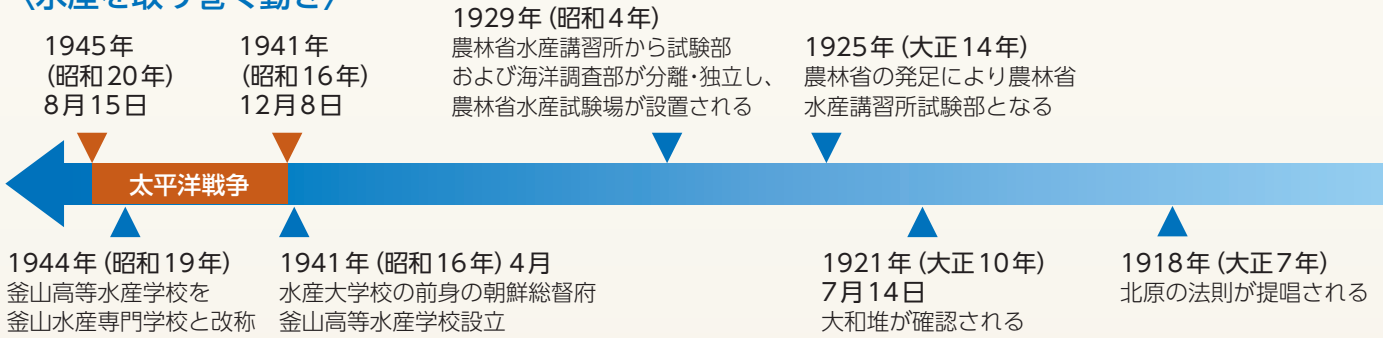 〈水産を取り巻く動き〉
1945年
(昭和20年)
8月15日
1941年
(昭和16年)
12月8日
1929年(昭和4年)
農林省水産講習所から試験部
および海洋調査部が分離・独立し、
農林省水産試験場が設置される
1925年(大正14年)
農林省の発足により農林省
水産講習所試験部となる
太平洋戦争
1944年(昭和19年)
釜山高等水産学校を
釜山水産専門学校と改称
1941年(昭和16年)4月
水産大学校の前身の朝鮮総督府
釜山高等水産学校設立
1921年(大正10年)
7月14日
大和堆が確認される
1918年(大正7年)
北原の法則が提唱される